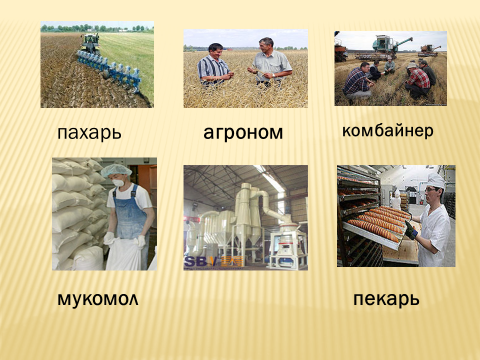 пахарь
агроном
комбайнер
мукомол
пекарь